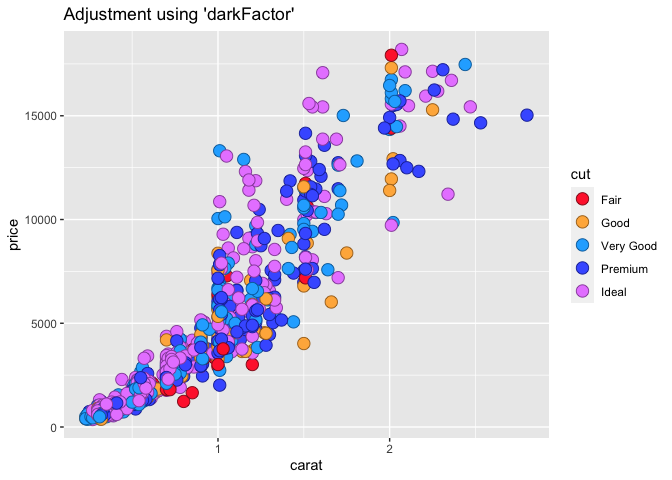 Adjustment using 'darkFactor'
15000
10000
5000
0
price
1
2
carat
cut
Fair
Good
Very Good
Premium
Ideal